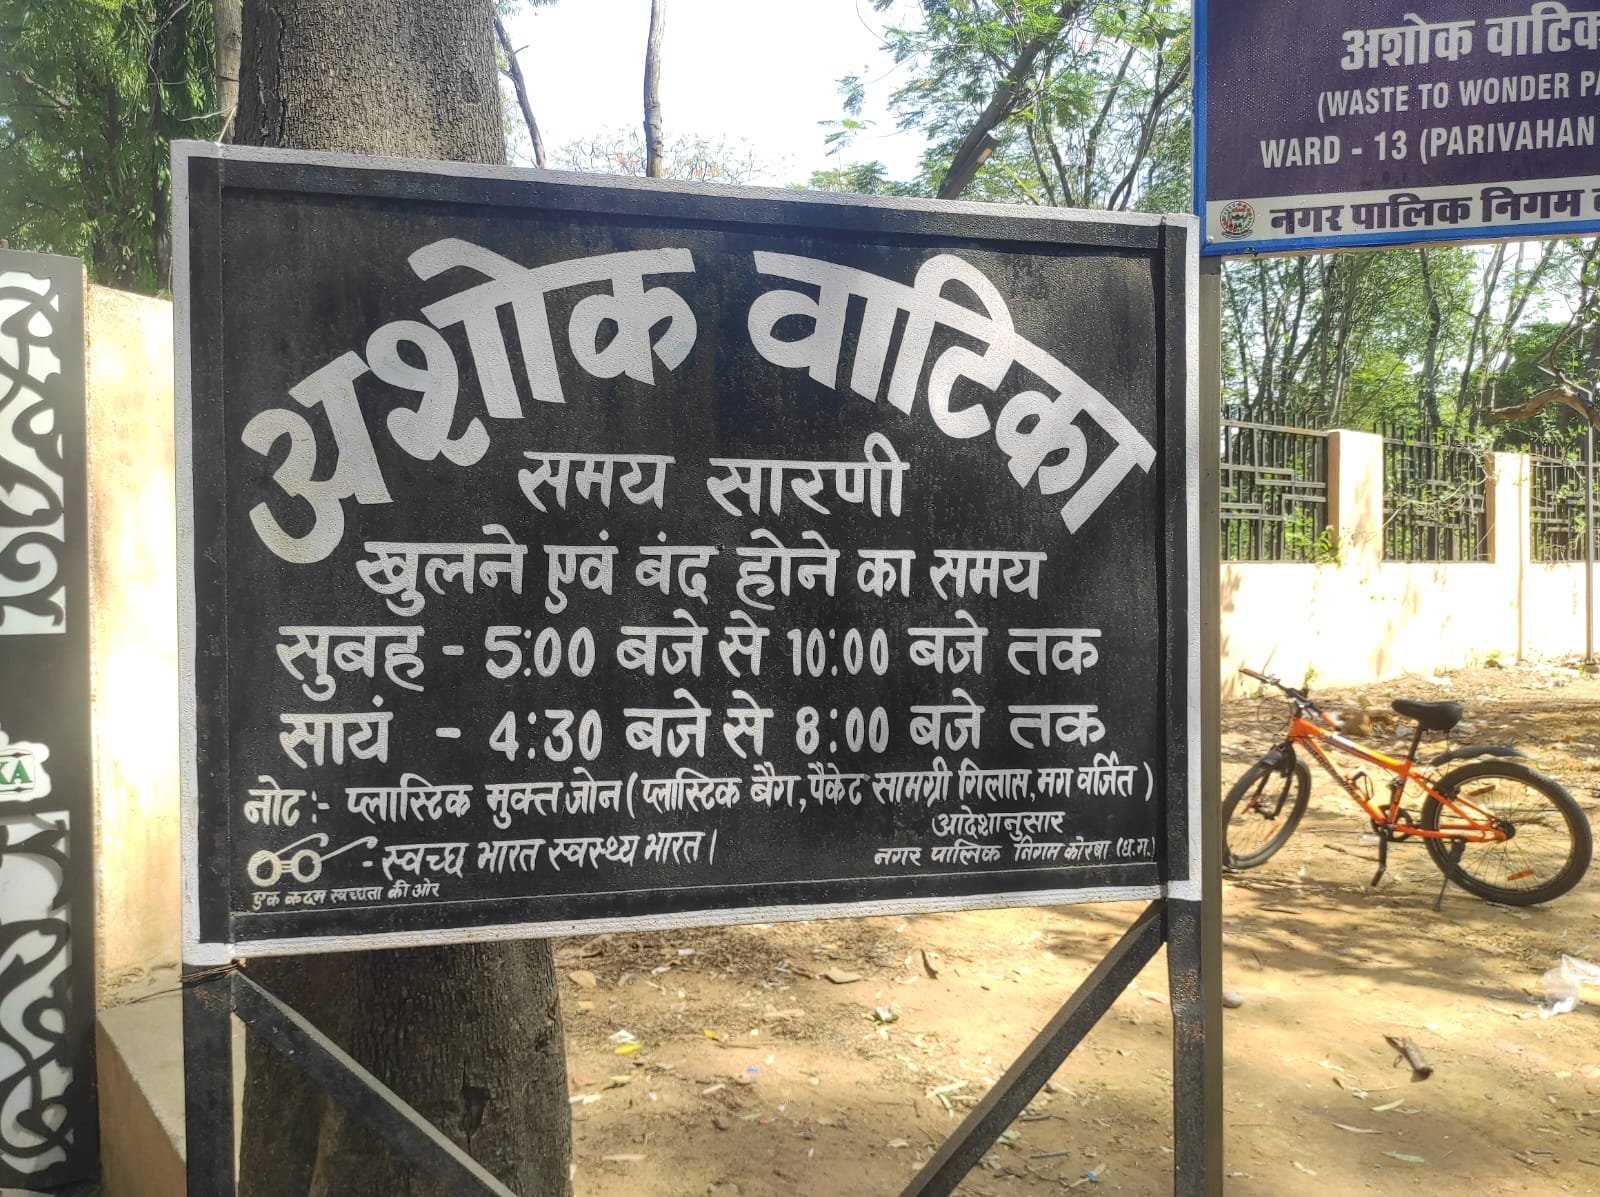 अशोक वाटिका
समय सारणी
खुलने एवं बंद होने का समय
सुबह - 5:00 बजे से 10:00 बजे तक
सायं - 4:30 बजे से 8:00 बजे तक
नोट:- प्लास्टिक मुक्त जोन (प्लास्टिक बैग, पैकेट सामग्री गिलास, मग वर्जित)
आदेशानुसार
- स्वच्छ भारत स्वस्थ्य भारत।
नगर पालिक निगम कोरबा (छ.ग.)
एक कदम स्वच्छता की ओर
अशोक
(WASTE TO WONDER
WARD - 13 (PARIVAHAN
नगर पालिक निगम
KA